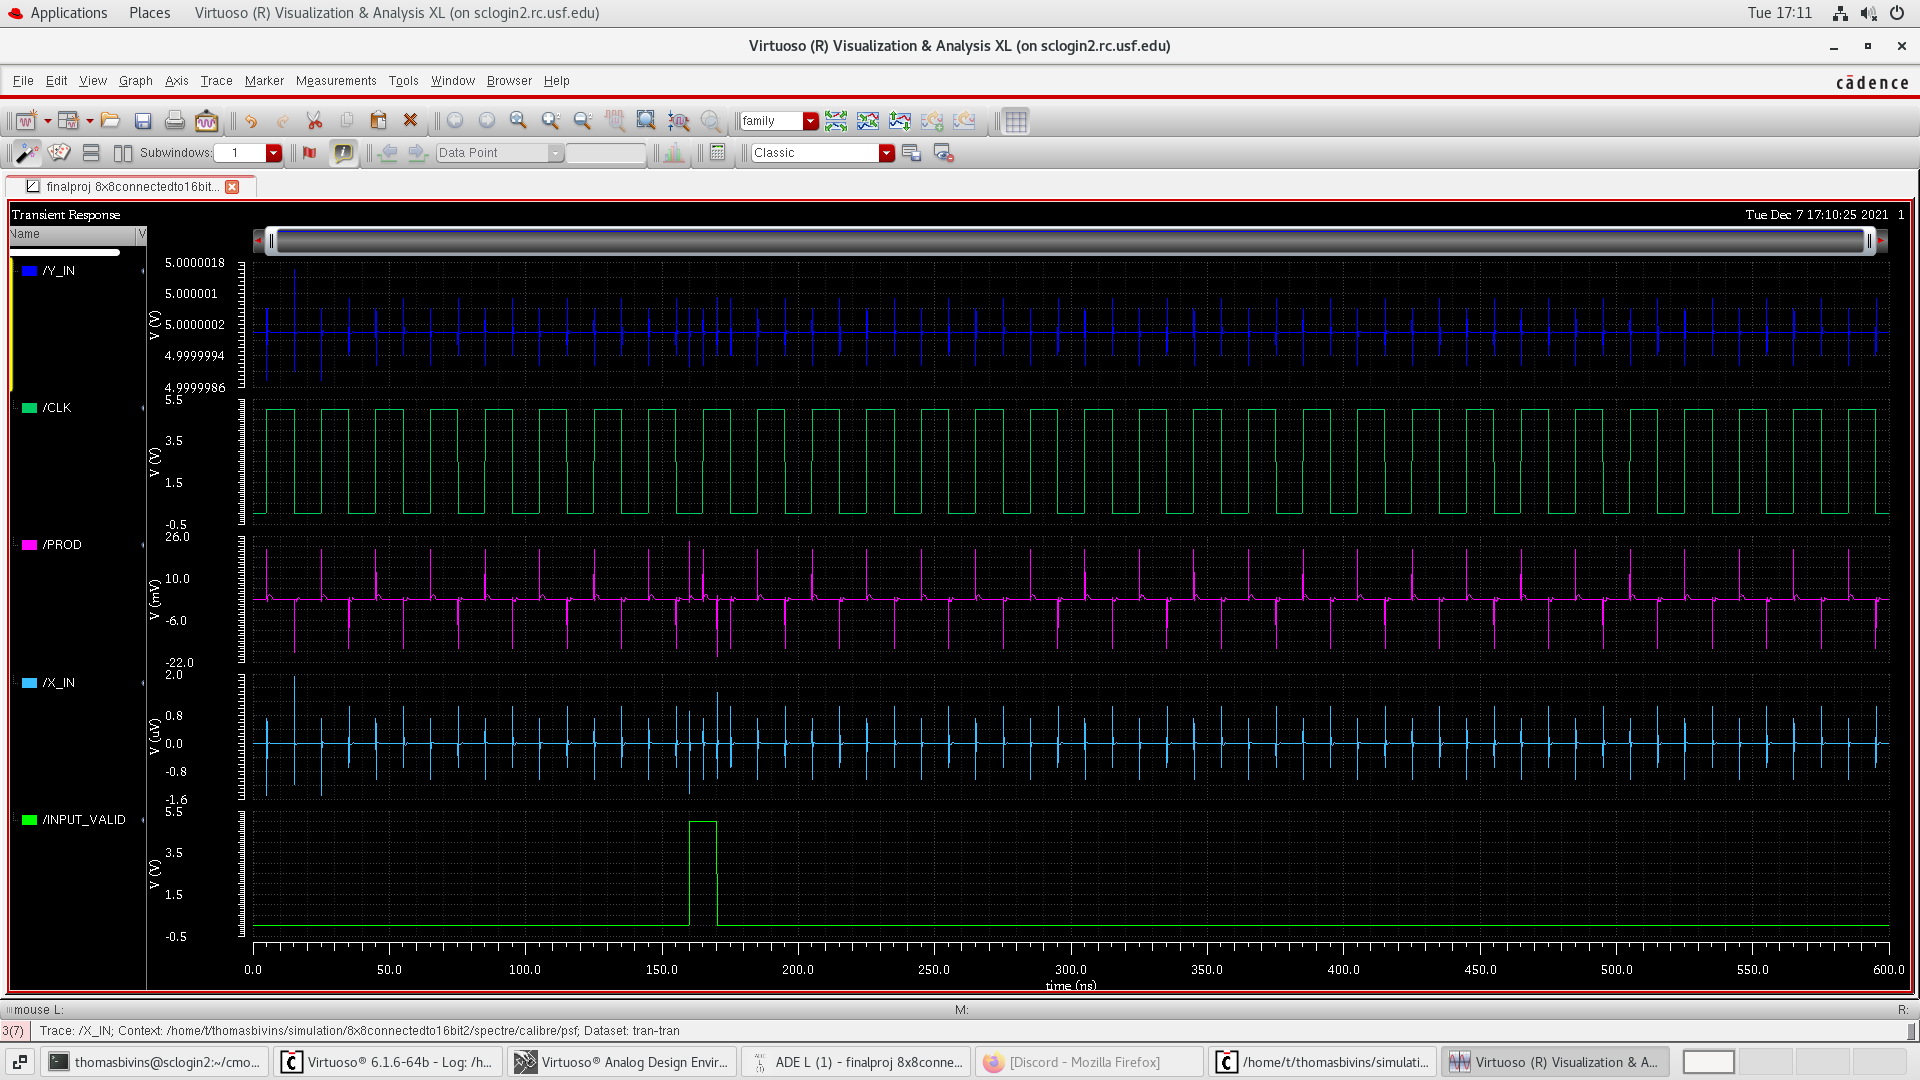 Applications Places Virtuoso (R) Visualization & Analysis XL (on sclogin2.rc.usf.edu) Tue 17:11
Virtuoso (R) Visualization & Analysis XL (on sclogin2.rc.usf.edu)
File Edit View Graph Axis Trace Marker Measurements Tools Window Browser Help
cādence
family
Subwindows: 1 Data Point Classic
finalproj 8x8connectedto16bit...
Transient Response Tue Dec 7 17:10:25 2021 1
Name V
/Y_IN
5.0000018
5.000001
5.0000002
4.9999994
4.9999986
V (V)
/CLK
5.5
3.5
1.5
-0.5
V (V)
/PROD
26.0
10.0
-6.0
-22.0
V (mV)
/X_IN
2.0
0.8
0.0
-0.8
-1.6
V (uV)
/INPUT_VALID
5.5
3.5
1.5
-0.5
V (V)
0.0 50.0 100.0 150.0 200.0 250.0 300.0 350.0 400.0 450.0 500.0 550.0 600.0
time (ns)
mouse L: M: R:
3(7) Trace: /X_IN; Context: /home/t/thomasbivins/simulation/8x8connectedto16bit2/spectre/calibre/psf; Dataset: tran-tran
thomasbivins@sclogin2:~/cmo... Virtuoso® 6.1.6-64b - Log: /h... Virtuoso® Analog Design Envir... ADE L (1) - finalproj 8x8conne... [Discord - Mozilla Firefox] /home/t/thomasbivins/simulati... Virtuoso (R) Visualization & A...